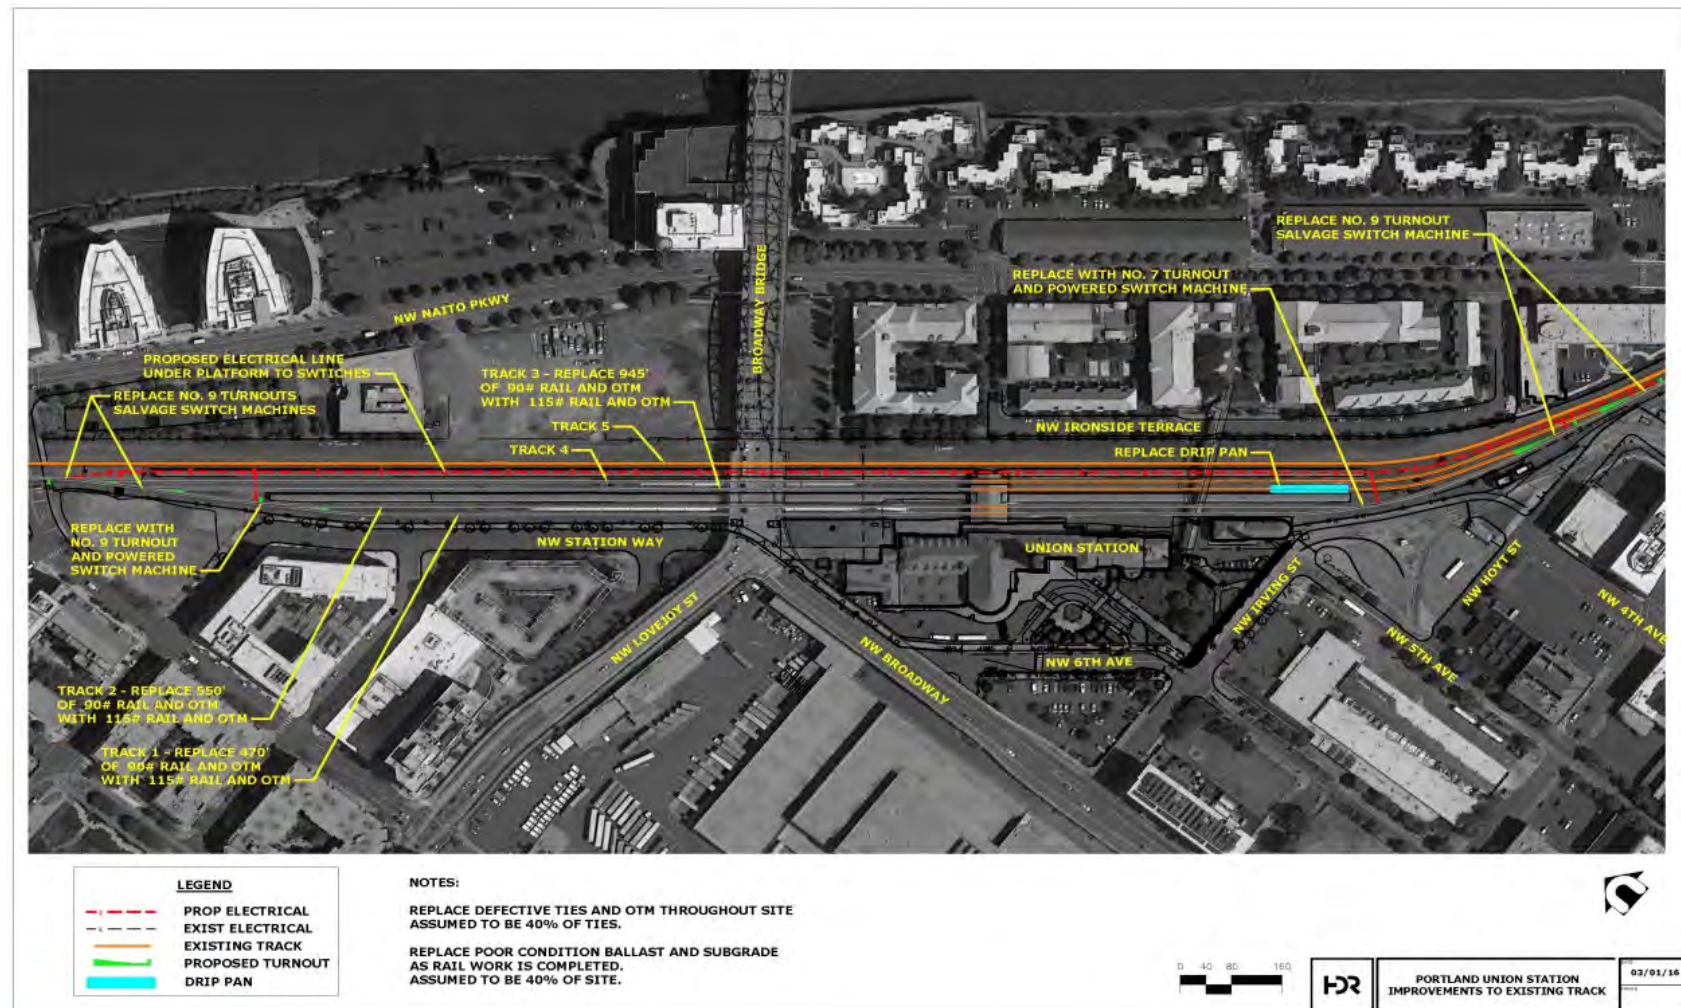 REPLACE NO. 9 TURNOUT
SALVAGE SWITCH MACHINE
REPLACE WITH NO. 7 TURNOUT
AND POWERED SWITCH MACHINE
BROADWAY BRIDGE
NW NAITO PKWY
PROPOSED ELECTRICAL LINE
UNDER PLATFORM TO SWTICHES
REPLACE NO. 9 TURNOUTS
SALVAGE SWITCH MACHINES
TRACK 3 - REPLACE 945'
OF 90# RAIL AND OTM
WITH 115# RAIL AND OTM
TRACK 5
TRACK 4
NW IRONSIDE TERRACE
REPLACE DRIP PAN
REPLACE WITH
NO. 9 TURNOUT
AND POWERED
SWITCH MACHINE
NW STATION WAY
UNION STATION
NW LOVEJOY ST
NW BROADWAY
NW 6TH AVE
NW IRVING ST
NW HOYT ST
NW 5TH AVE
NW 4TH AVE
TRACK 2 - REPLACE 550'
OF 90# RAIL AND OTM
WITH 115# RAIL AND OTM
TRACK 1 - REPLACE 470'
OF 90# RAIL AND OTM
WITH 115# RAIL AND OTM
LEGEND
PROP ELECTRICAL
EXIST ELECTRICAL
EXISTING TRACK
PROPOSED TURNOUT
DRIP PAN
NOTES:
REPLACE DEFECTIVE TIES AND OTM THROUGHOUT SITE
ASSUMED TO BE 40% OF TIES.
REPLACE POOR CONDITION BALLAST AND SUBGRADE
AS RAIL WORK IS COMPLETED.
ASSUMED TO BE 40% OF SITE.
0 40 80 160
HDR
PORTLAND UNION STATION
IMPROVEMENTS TO EXISTING TRACK
03/01/16